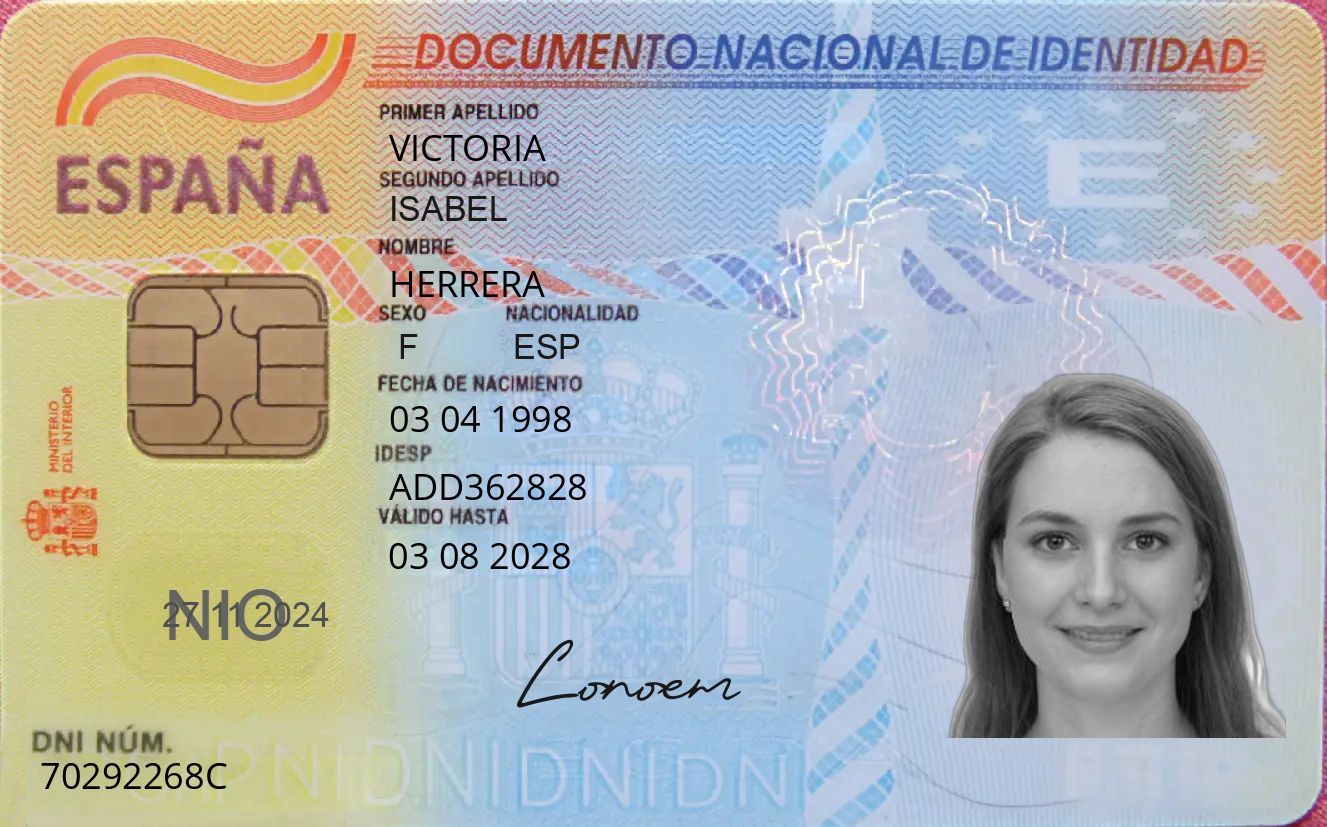 DOCUMENTO NACIONAL DE IDENTIDAD
ESPAÑA
PRIMER APELLIDO
VICTORIA
SEGUNDO APELLIDO
ISABEL
NOMBRE
HERRERA
SEXO NACIONALIDAD
F ESP
FECHA DE NACIMIENTO
03 04 1998
IDESP
ADD362828
VÁLIDO HASTA
03 08 2028
MINISTERIO
DEL INTERIOR
E
NIO
27 11 2024
Lonoem
DNI NÚM.
70292268C
DNIDNIDNIDNI